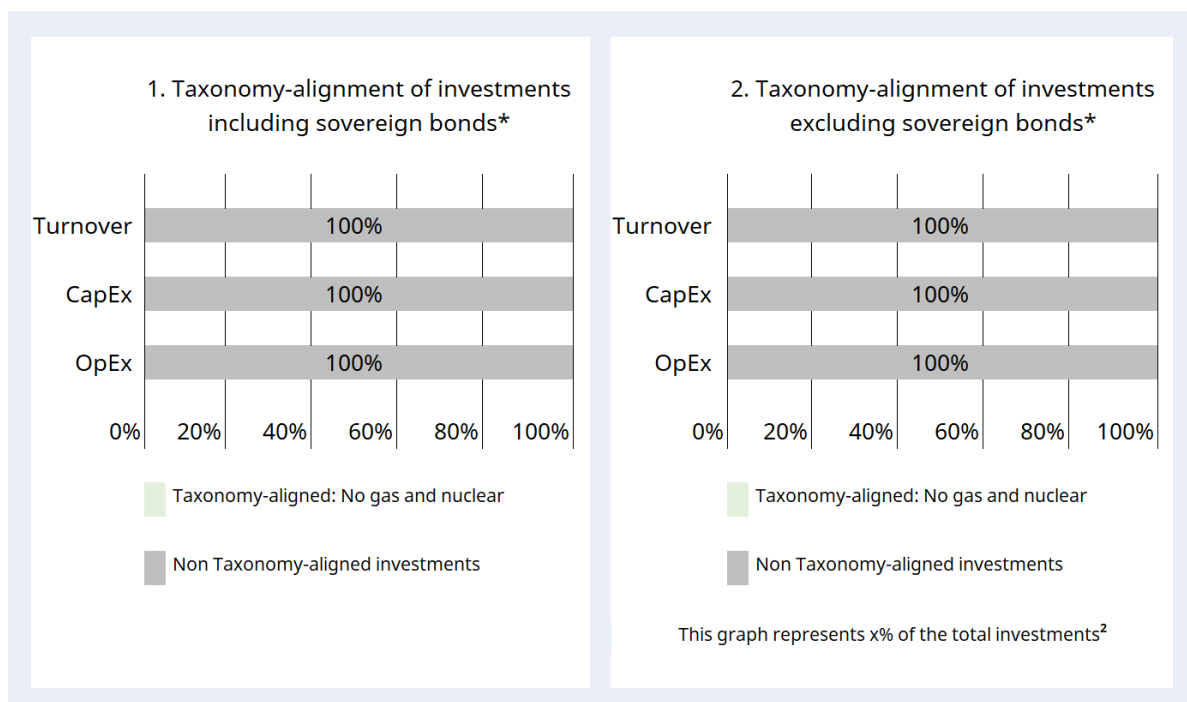 1. Taxonomy-alignment of investments
including sovereign bonds*
Turnover 100%
CapEx 100%
OpEx 100%
0% 20% 40% 60% 80% 100%
Taxonomy-aligned: No gas and nuclear
Non Taxonomy-aligned investments
2. Taxonomy-alignment of investments
excluding sovereign bonds*
Turnover 100%
CapEx 100%
OpEx 100%
0% 20% 40% 60% 80% 100%
Taxonomy-aligned: No gas and nuclear
Non Taxonomy-aligned investments
This graph represents x% of the total investments²